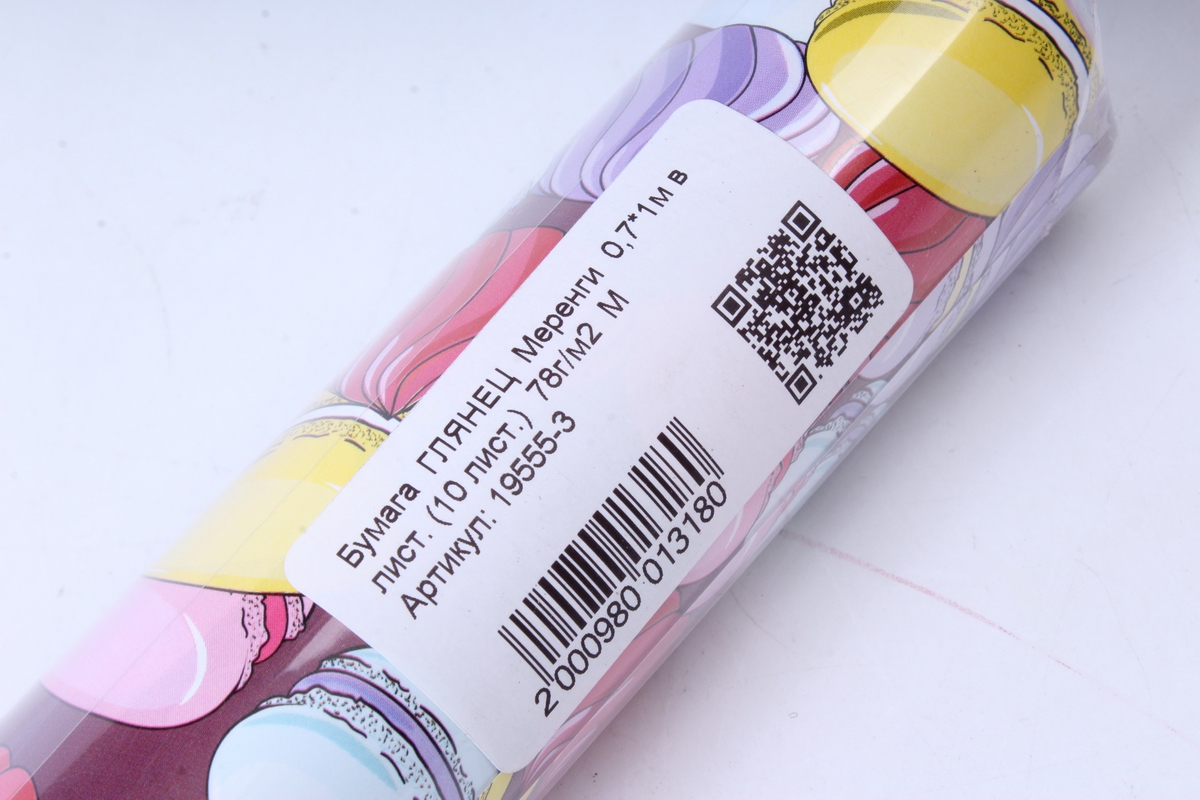 Бумага ГЛЯНЕЦ Меренги 0,7*1м в
лист. (10 лист.) 78г/м2 М
Артикул: 19555-3
2 000980 013180